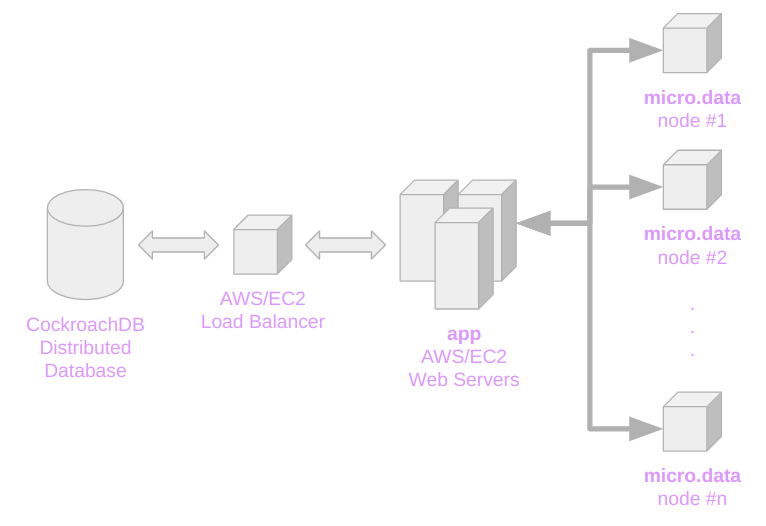 CockroachDB
Distributed
Database
AWS/EC2
Load Balancer
app
AWS/EC2
Web Servers
micro.data
node #1
micro.data
node #2
.
.
.
micro.data
node #n